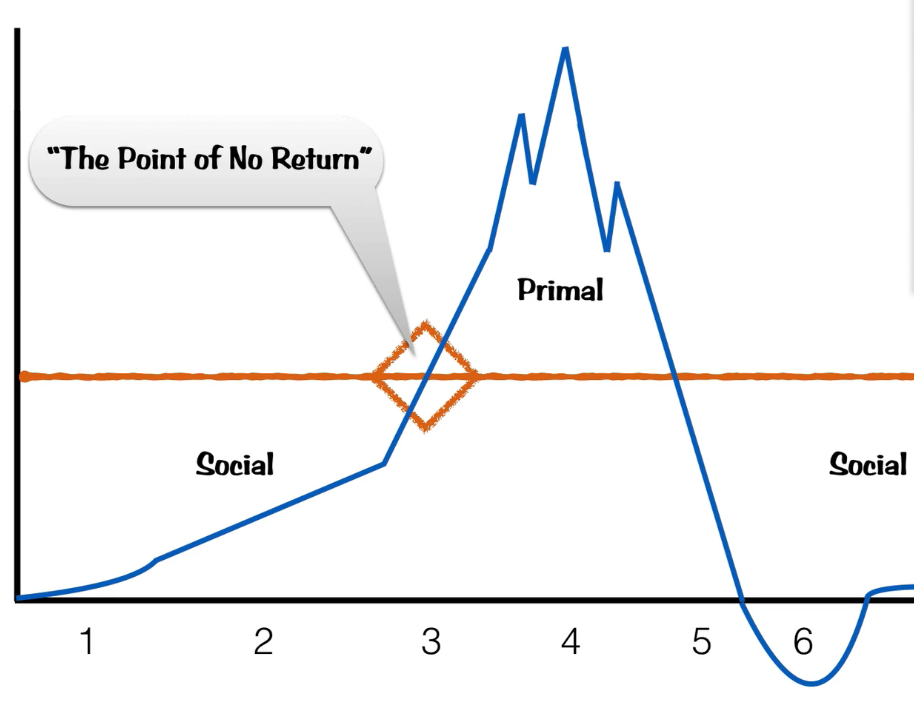 “The Point of No Return”
Primal
Social
Social
1
2
3
4
5
6